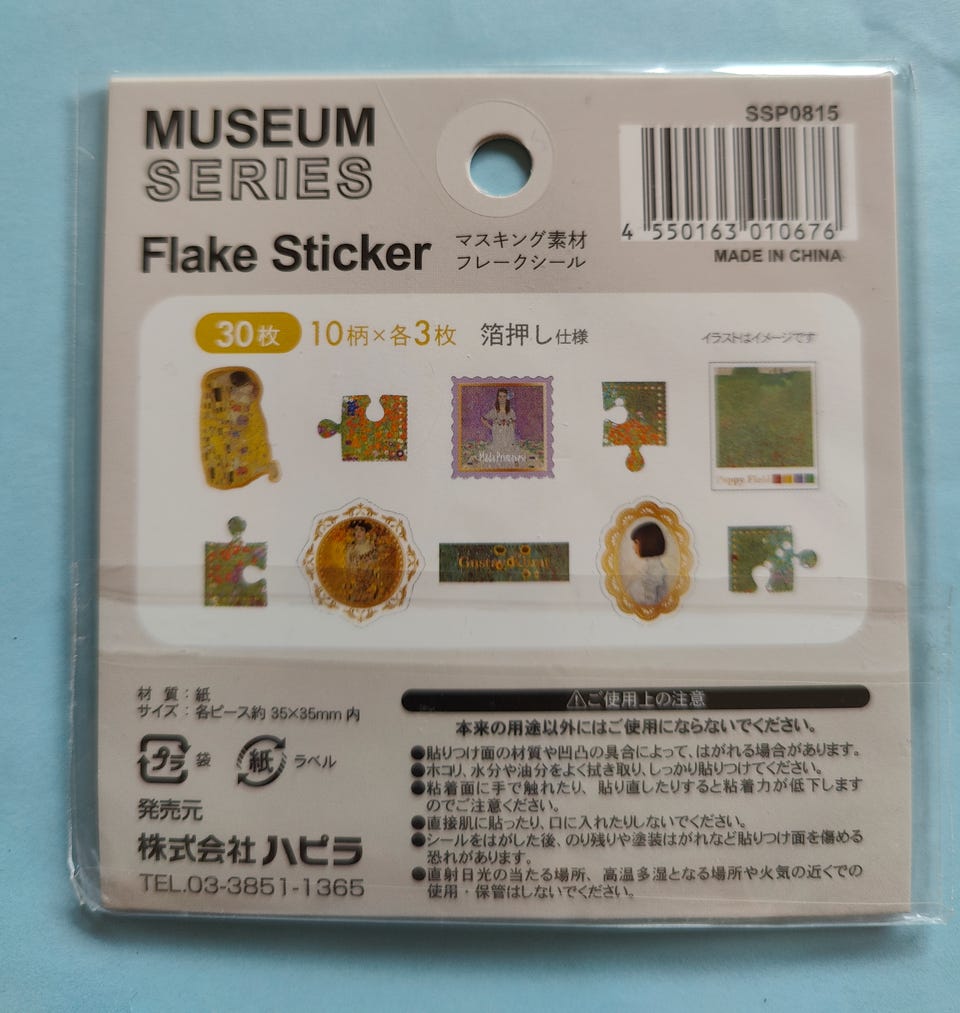 MUSEUM
SERIES
SSP0815
4 550163 010676
MADE IN CHINA
Flake Sticker
マスキング素材
フレークシール
30枚 10柄×各3枚 箔押し仕様
イラストはイメージです
Mäda Primavesi
Poppy Field
Gustav Klimt
材 質：紙
サイズ：各ピース約 35×35mm 内
プラ 袋 紙 ラベル
発売元
株式会社ハピラ
TEL.03-3851-1365
⚠ご使用上の注意
本来の用途以外にはご使用にならないでください。
●貼りつけ面の材質や凹凸の具合によって、はがれる場合があります。
●ホコリ、水分や油分をよく拭き取り、しっかり貼りつけてください。
●粘着面に手で触れたり、貼り直したりすると粘着力が低下します
のでご注意ください。
●直接肌に貼ったり、口に入れたりしないでください。
●シールをはがした後、のり残りや塗装はがれなど貼りつけ面を傷める
恐れがあります。
●直射日光の当たる場所、高温多湿となる場所や火気の近くでの
使用・保管はしないでください。